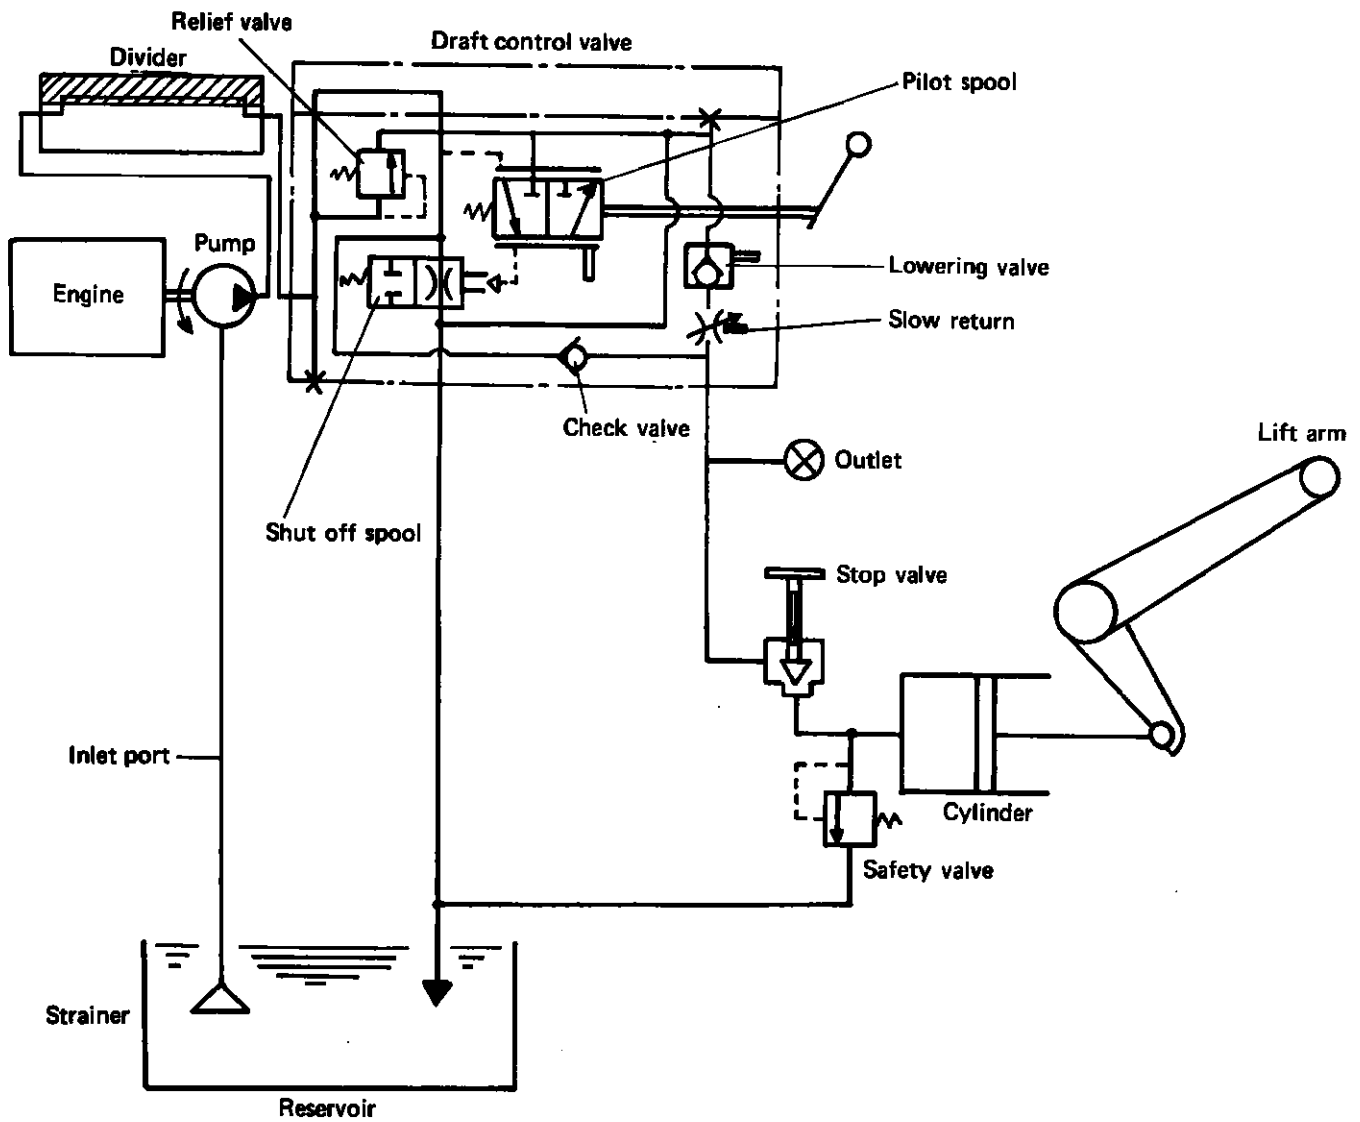 Relief valve
Draft control valve
Divider
Pilot spool
Pump
Engine
Lowering valve
Slow return
Check valve
Lift arm
Outlet
Shut off spool
Stop valve
Inlet port
Cylinder
Safety valve
Strainer
Reservoir